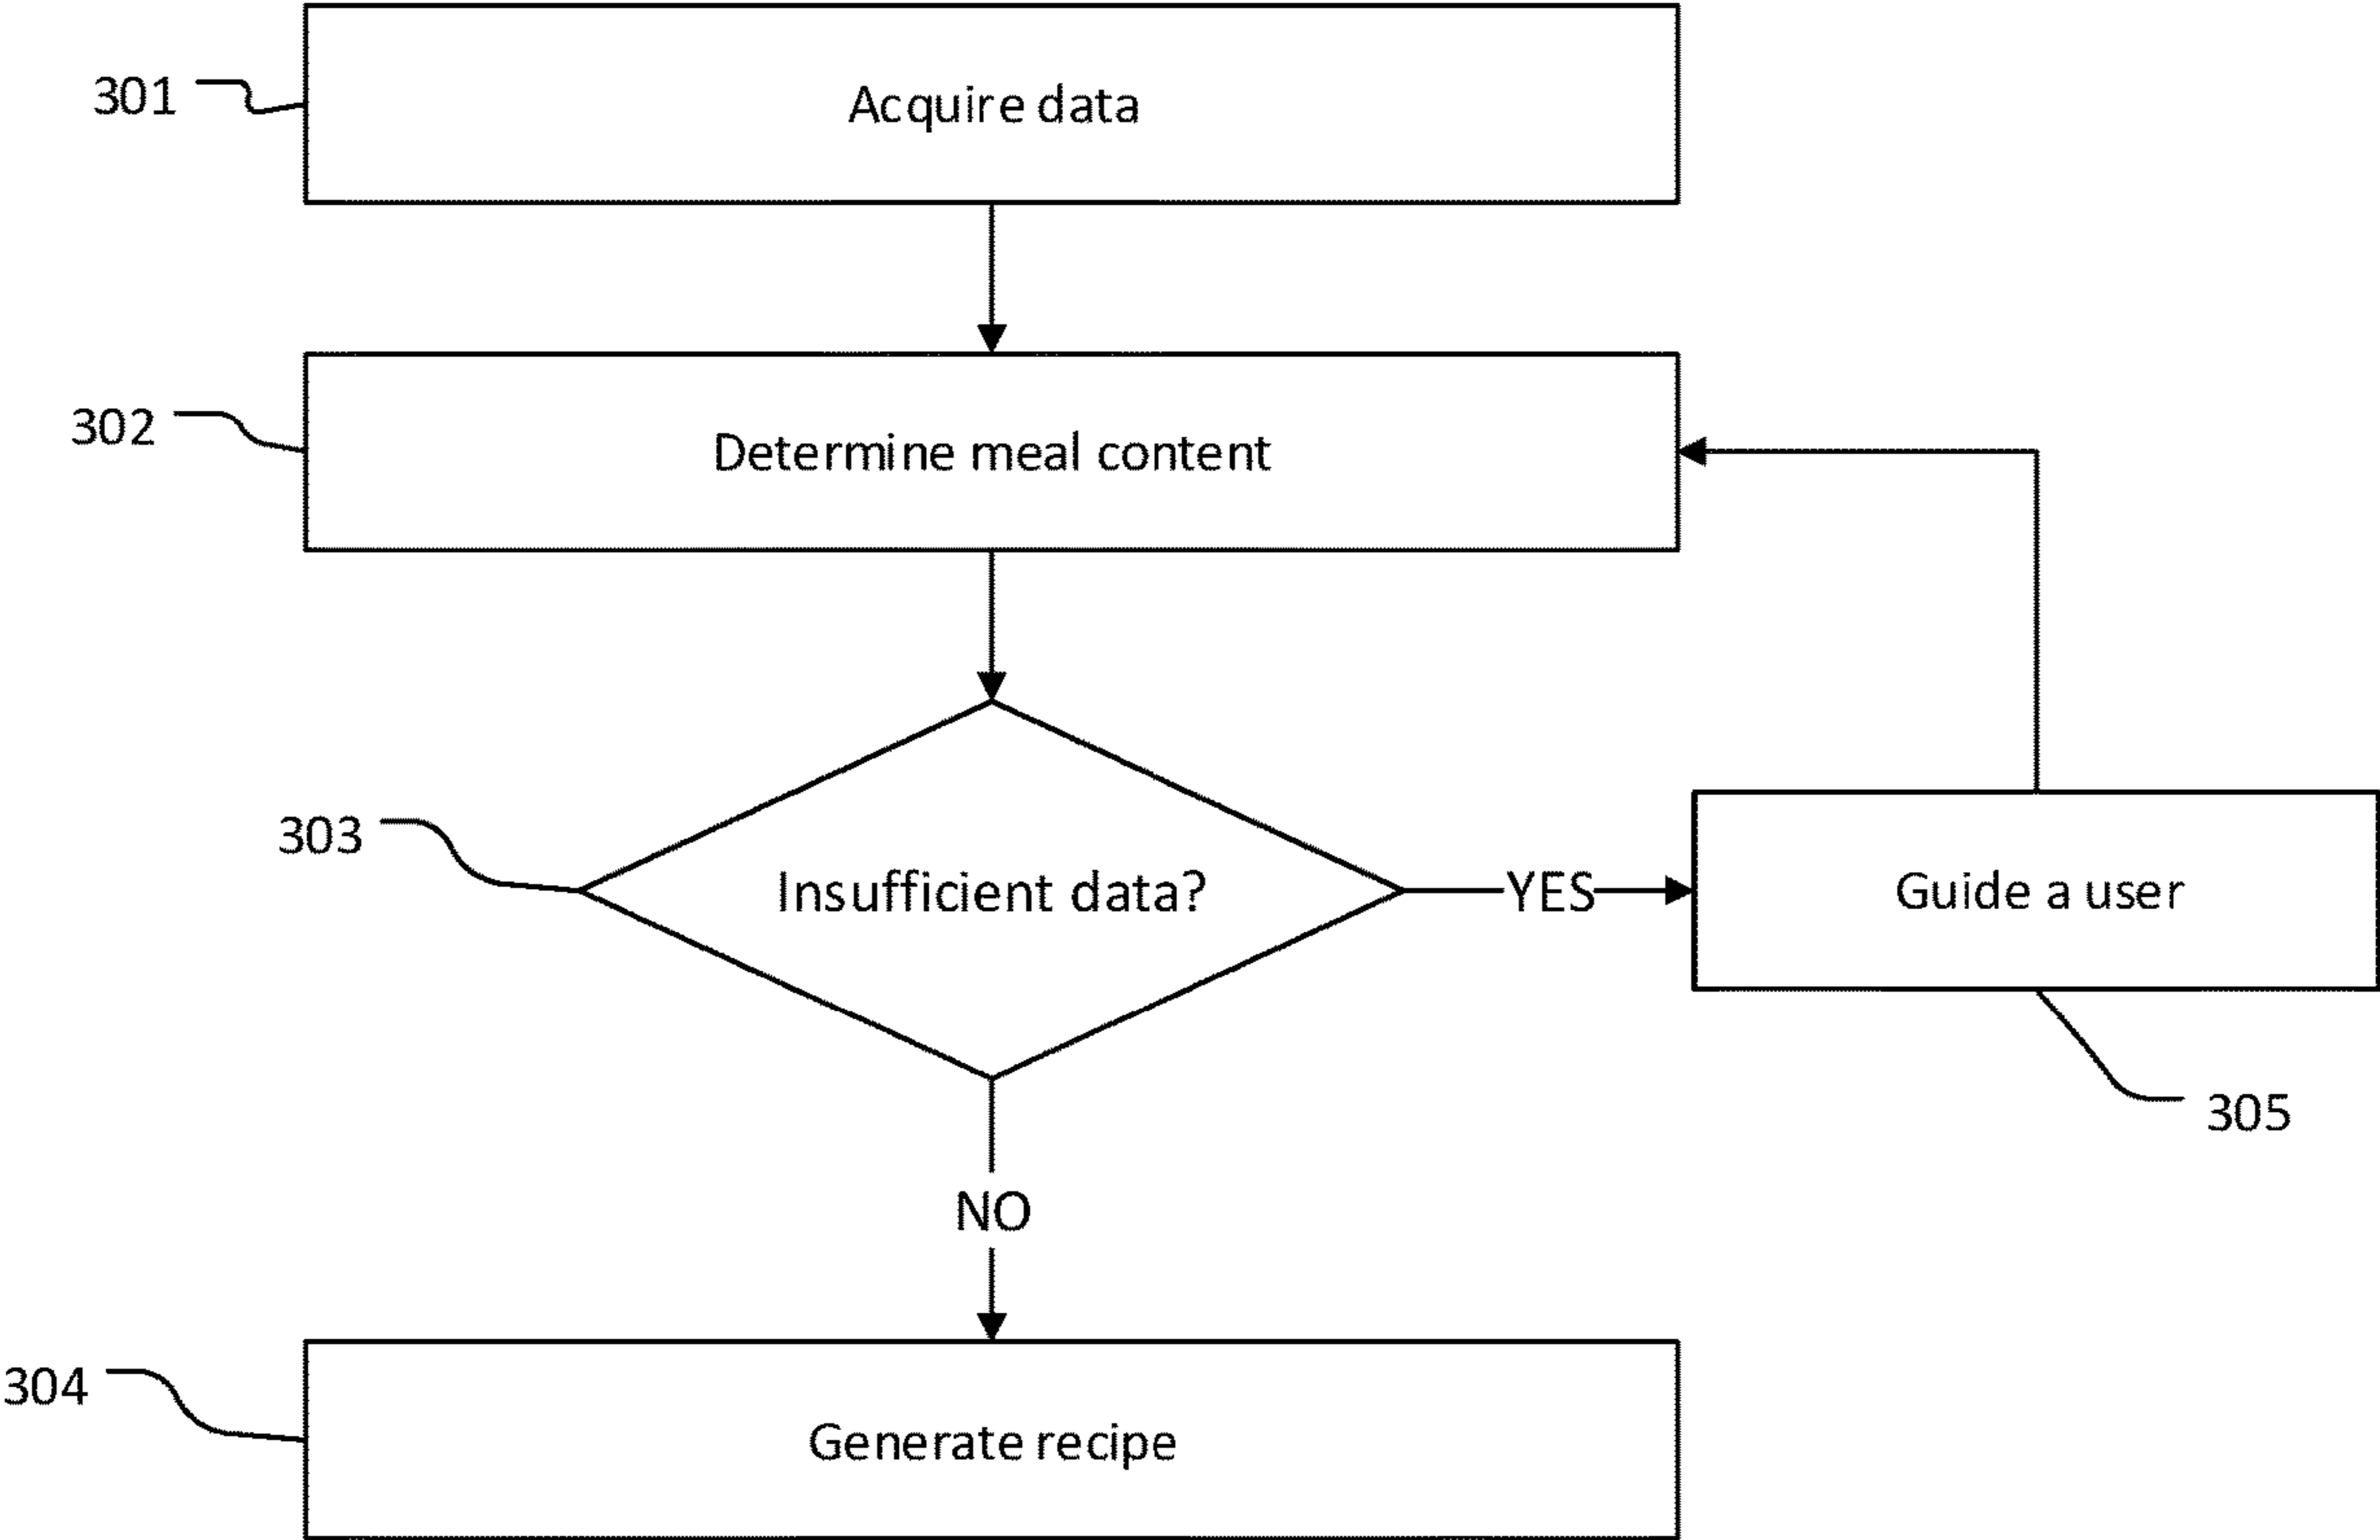 301
Acquire data
302
Determine meal content
303
Insufficient data?
YES
Guide a user
305
NO
304
Generate recipe